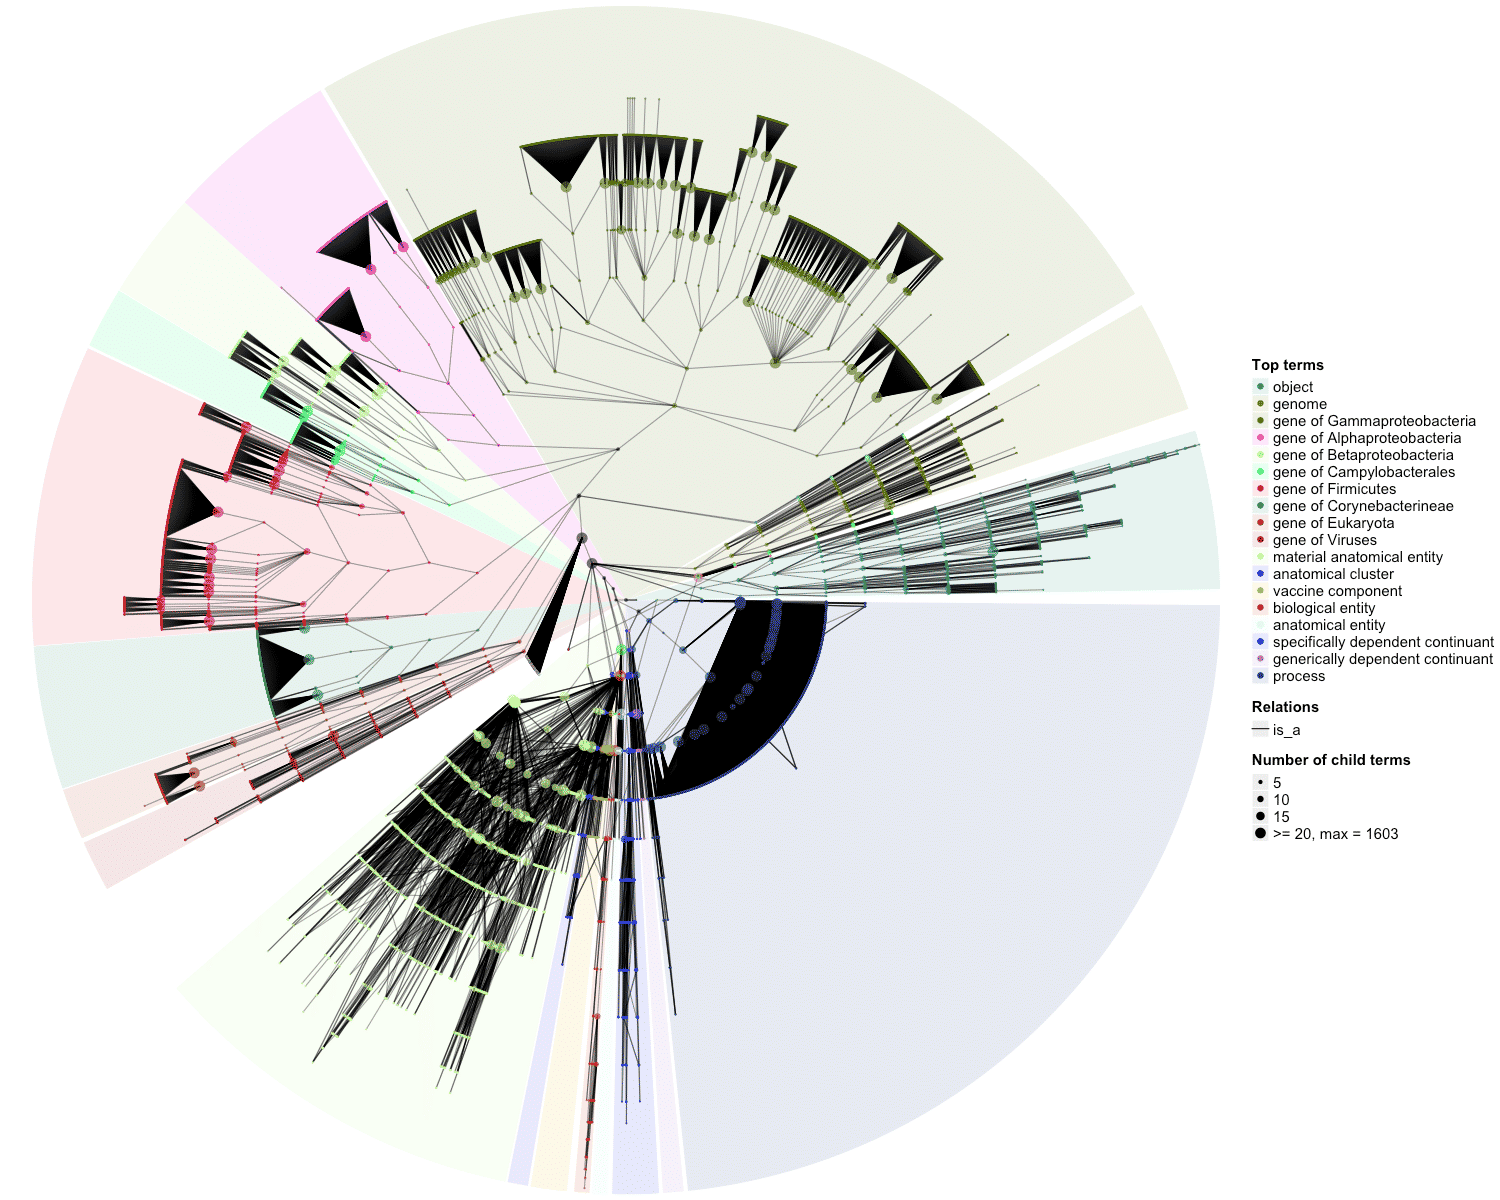 Top terms
object
genome
gene of Gammaproteobacteria
gene of Alphaproteobacteria
gene of Betaproteobacteria
gene of Campylobacterales
gene of Firmicutes
gene of Corynebacterineae
gene of Eukaryota
gene of Viruses
material anatomical entity
anatomical cluster
vaccine component
biological entity
anatomical entity
specifically dependent continuant
generically dependent continuant
process
Relations
is_a
Number of child terms
5
10
15
>= 20, max = 1603